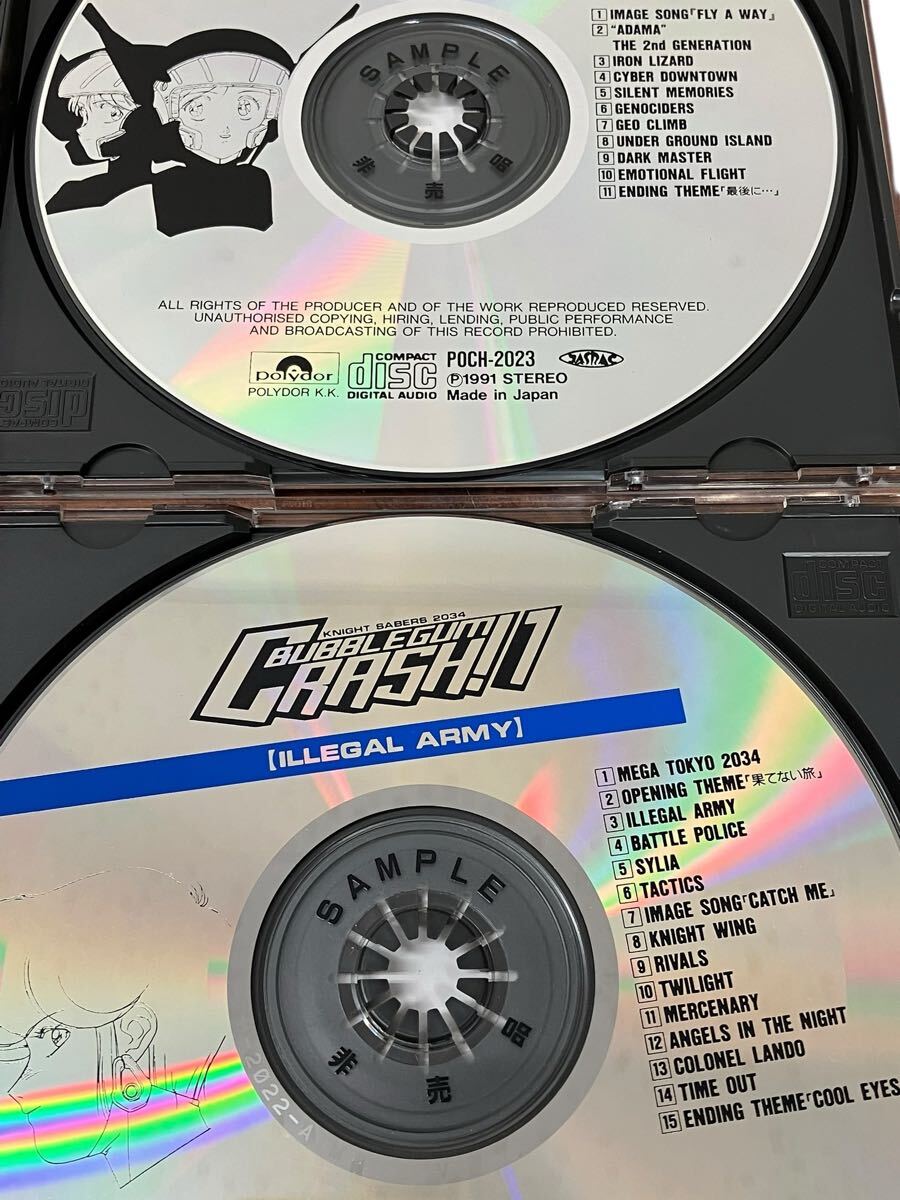 1 IMAGE SONG「FLY A WAY」
2 "ADAMA"
THE 2nd GENERATION
3 IRON LIZARD
4 CYBER DOWNTOWN
5 SILENT MEMORIES
6 GENOCIDERS
7 GEO CLIMB
8 UNDER GROUND ISLAND
9 DARK MASTER
10 EMOTIONAL FLIGHT
11 ENDING THEME「最後に…」
SAMPLE
非売品
ALL RIGHTS OF THE PRODUCER AND OF THE WORK REPRODUCED RESERVED.
UNAUTHORISED COPYING, HIRING, LENDING, PUBLIC PERFORMANCE
AND BROADCASTING OF THIS RECORD PROHIBITED.
polydor
POLYDOR K.K.
COMPACT
disc
DIGITAL AUDIO
POCH-2023
Ⓟ1991 STEREO
Made in Japan
JASRAC
COMPACT
disc
DIGITAL AUDIO
COMPACT
disc
DIGITAL AUDIO
KNIGHT SABERS 2034
BUBBLEGUM
CRASH! 1
【ILLEGAL ARMY】
1 MEGA TOKYO 2034
2 OPENING THEME「果てない旅」
3 ILLEGAL ARMY
4 BATTLE POLICE
5 SYLIA
6 TACTICS
7 IMAGE SONG「CATCH ME」
8 KNIGHT WING
9 RIVALS
10 TWILIGHT
11 MERCENARY
12 ANGELS IN THE NIGHT
13 COLONEL LANDO
14 TIME OUT
15 ENDING THEME「COOL EYES
SAMPLE
非売品
2022-A